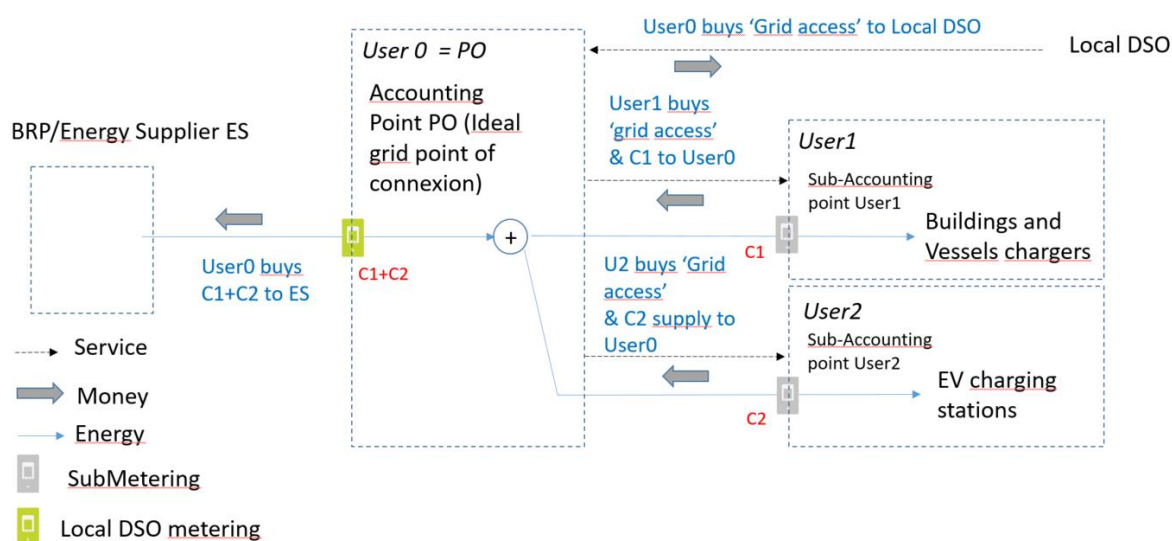 User0 buys ‘Grid access’ to Local DSO
Local DSO
User 0 = PO
Accounting
Point PO (Ideal
grid point of
connexion)
BRP/Energy Supplier ES
User1 buys
‘grid access’
& C1 to User0
User1
Sub-Accounting
point User1
Buildings and
Vessels chargers
C1
+
C1+C2
User0 buys
C1+C2 to ES
U2 buys ‘Grid
access’
& C2 supply to
User0
User2
Sub-Accounting
point User2
EV charging
stations
C2
Service
Money
Energy
SubMetering
Local DSO metering